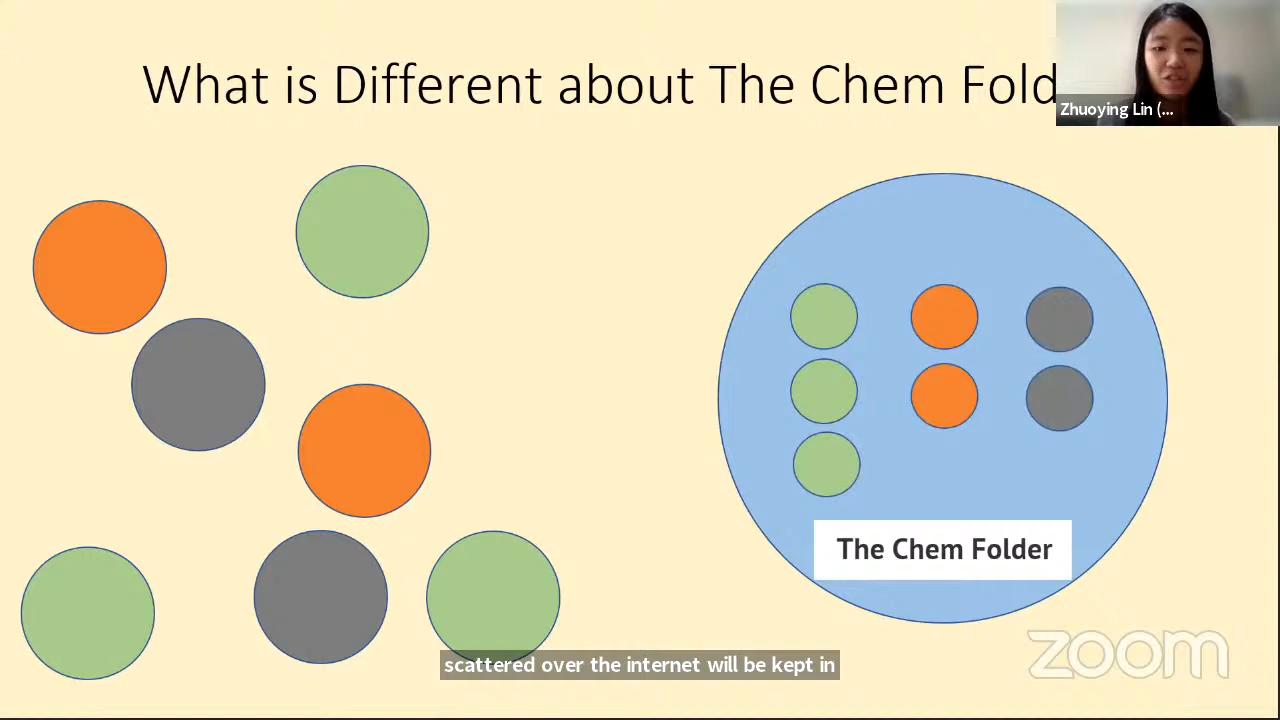 What is Different about The Chem Fold
Zhuoying Lin (...
The Chem Folder
scattered over the internet will be kept in
zoom